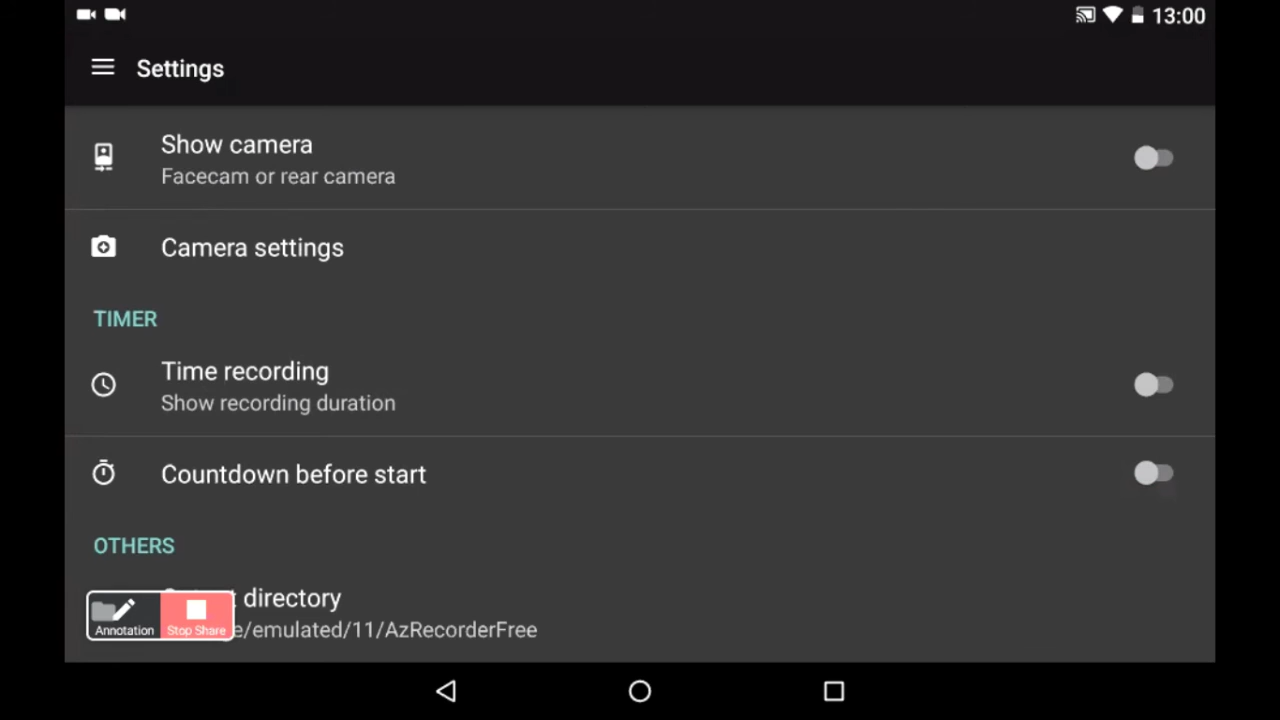 13:00
Settings
Show camera
Facecam or rear camera
Camera settings
TIMER
Time recording
Show recording duration
Countdown before start
OTHERS
directory
e/emulated/11/AzRecorderFree
Annotation
Stop Share